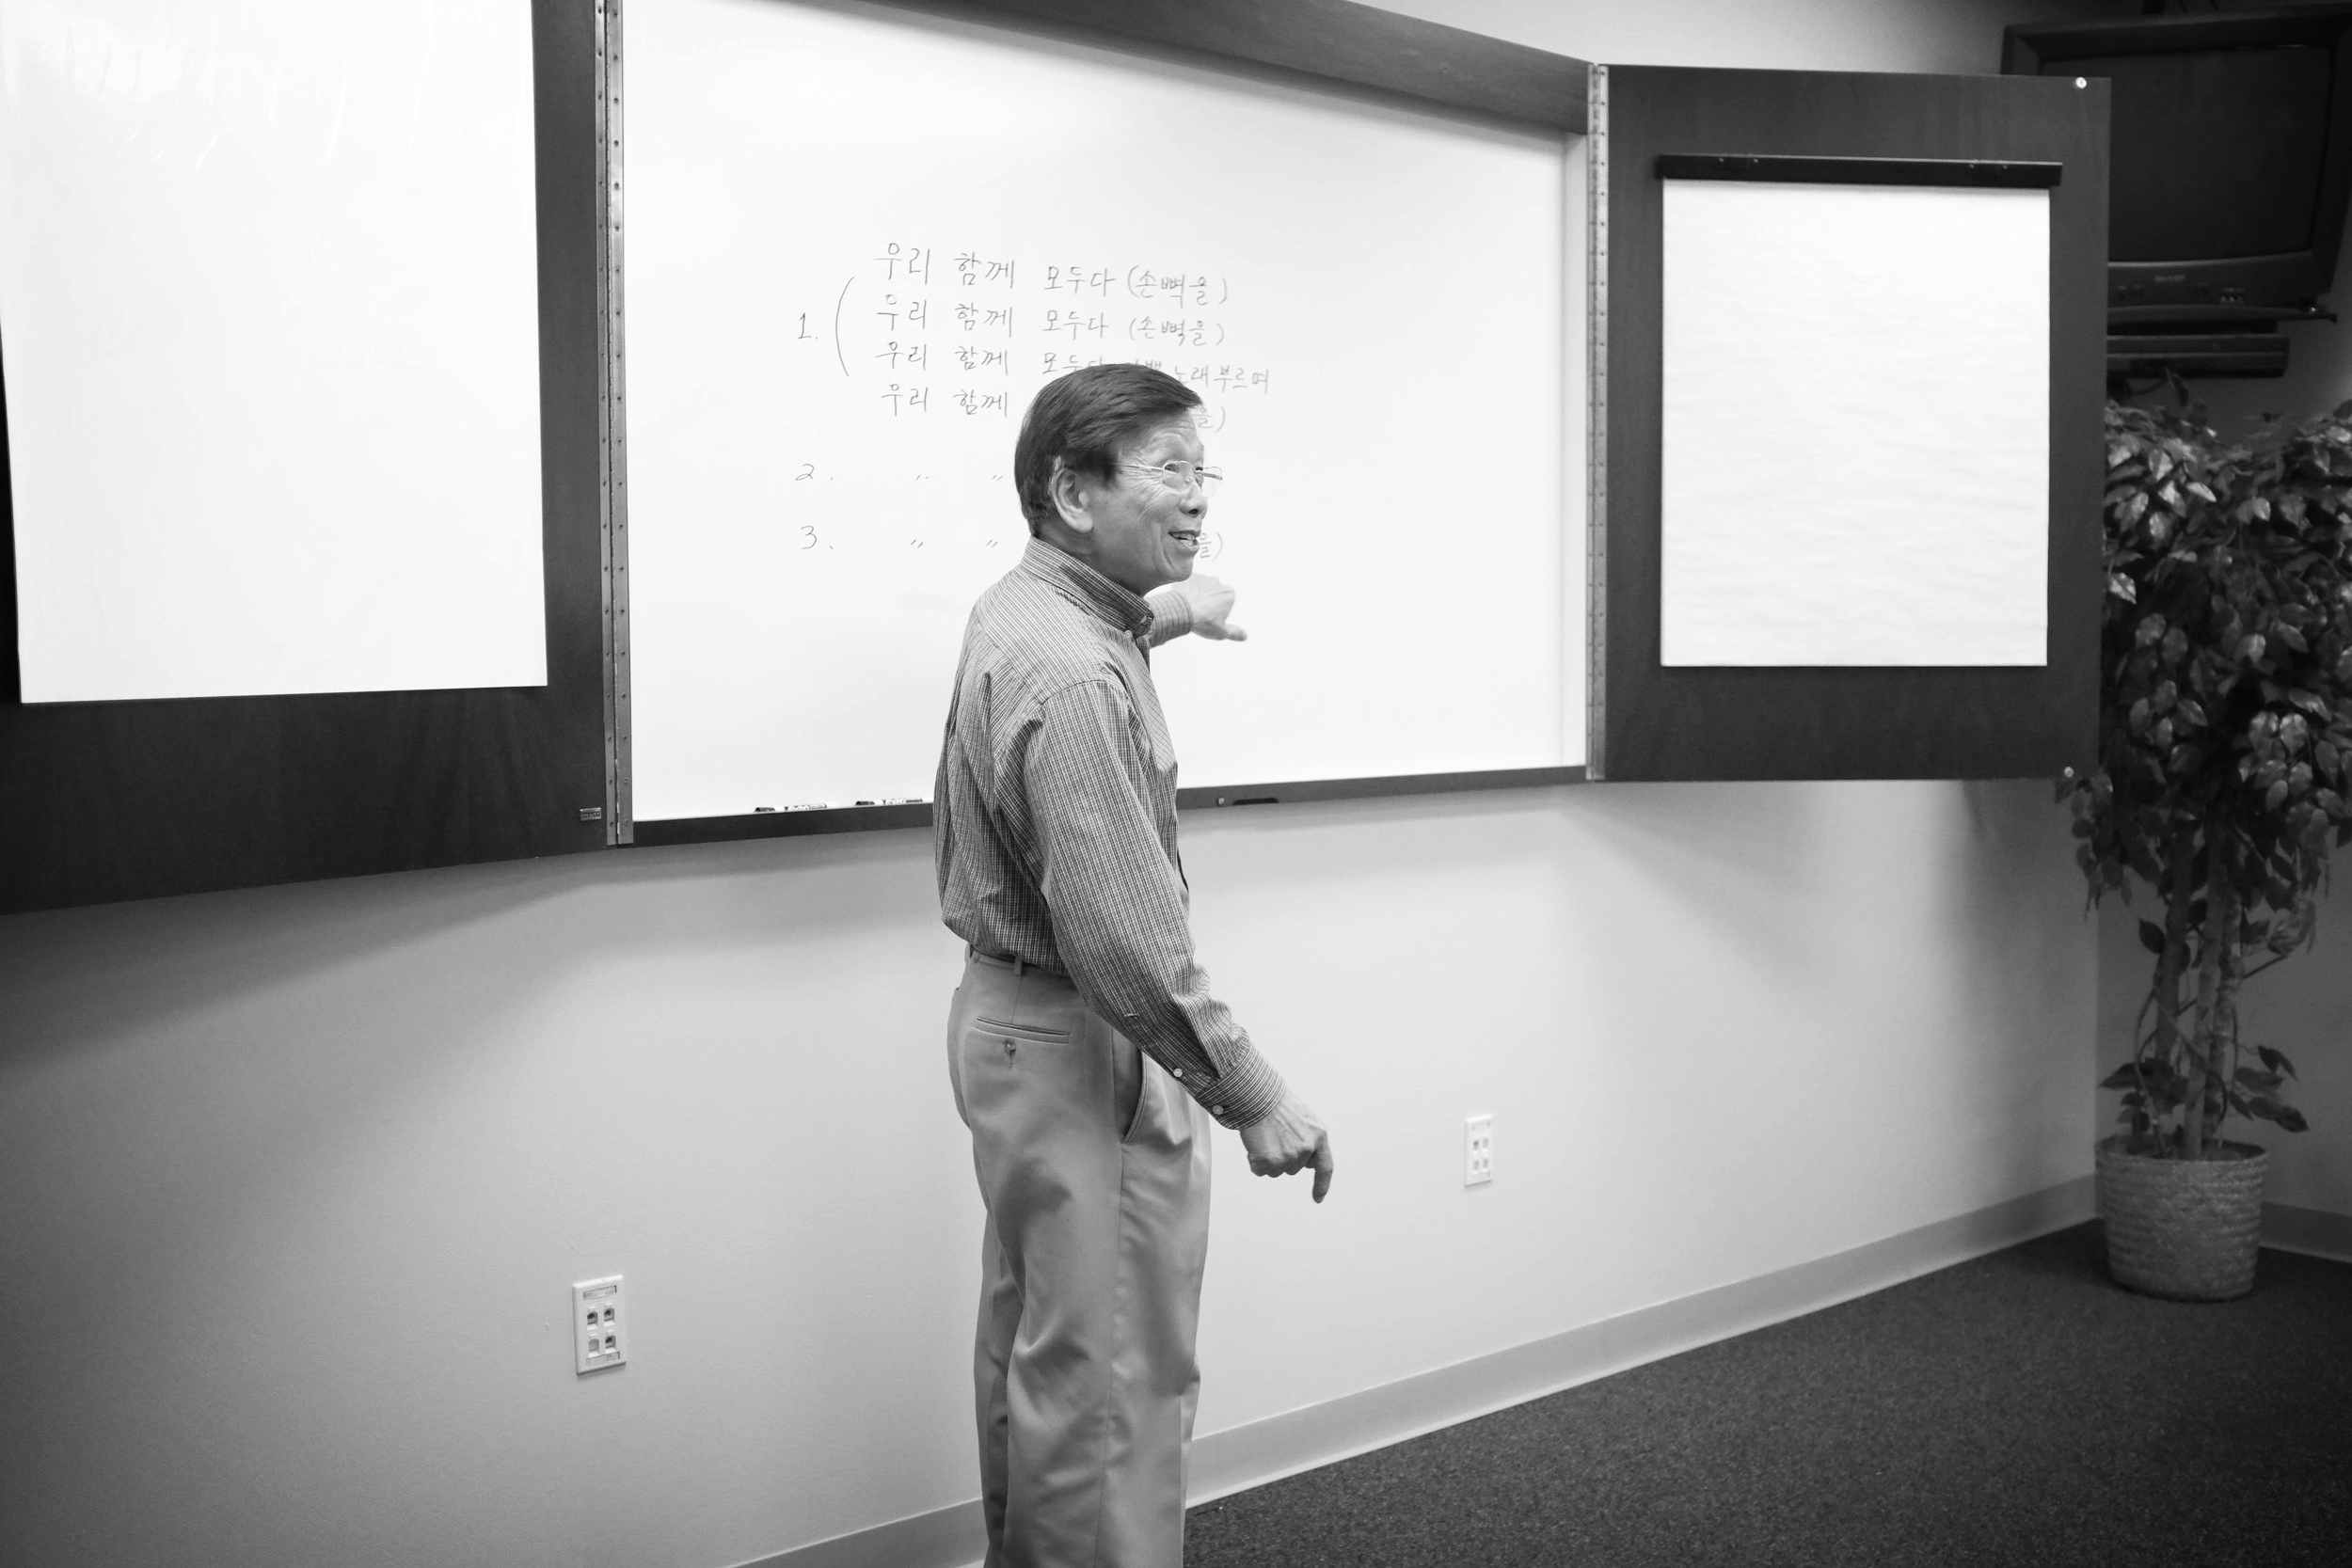 우리 함께 모두다 (손뼉을)
1. ( 우리 함께 모두다 (손뼉을)
우리 함께 모두다 노래 부르며
우리 함께 을)
2. 〃 〃
3. 〃 〃 을)